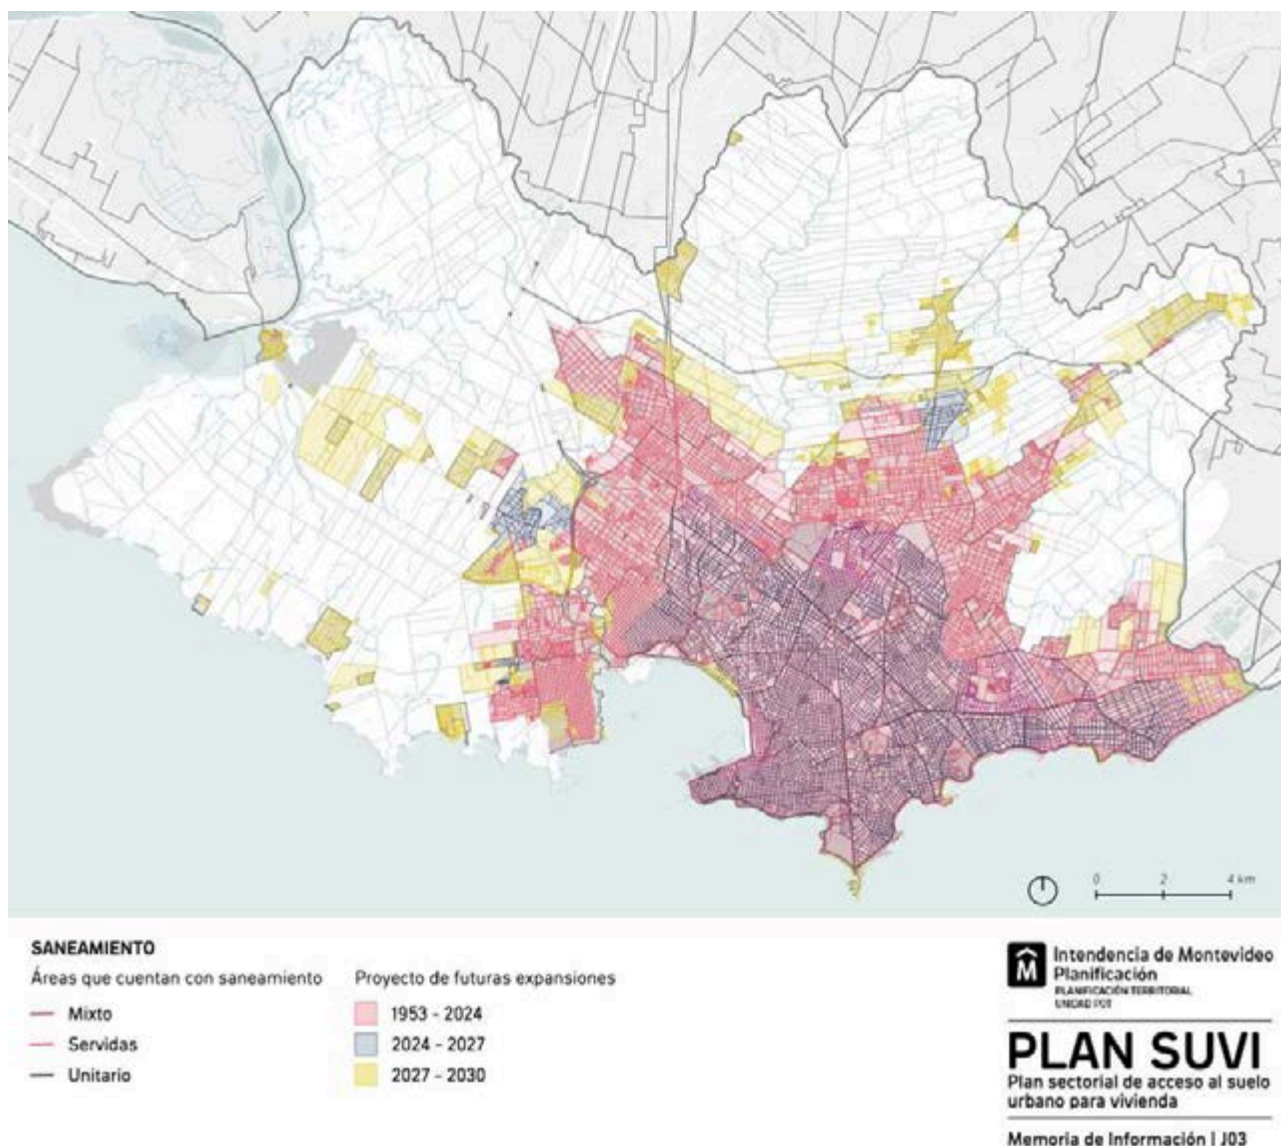 0 2 4 km
SANEAMIENTO
Áreas que cuentan con saneamiento
Mixto
Servidas
Unitario
Proyecto de futuras expansiones
1953 - 2024
2024 - 2027
2027 - 2030
M
Intendencia de Montevideo
Planificación
PLANIFICACIÓN TERRITORIAL
UNIDAD POT
PLAN SUVI
Plan sectorial de acceso al suelo
urbano para vivienda
Memoria de Información | J03